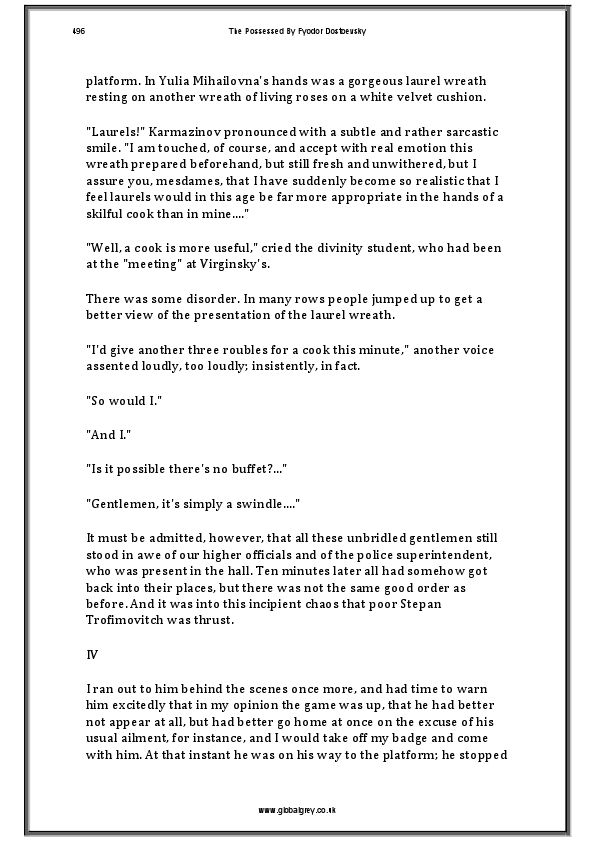 496
The Possessed By Fyodor Dostoevsky
platform. In Yulia Mihailovna's hands was a gorgeous laurel wreath
resting on another wreath of living roses on a white velvet cushion.
"Laurels!" Karmazinov pronounced with a subtle and rather sarcastic
smile. "I am touched, of course, and accept with real emotion this
wreath prepared beforehand, but still fresh and unwithered, but I
assure you, mesdames, that I have suddenly become so realistic that I
feel laurels would in this age be far more appropriate in the hands of a
skilful cook than in mine...."
"Well, a cook is more useful," cried the divinity student, who had been
at the "meeting" at Virginsky's.
There was some disorder. In many rows people jumped up to get a
better view of the presentation of the laurel wreath.
"I'd give another three roubles for a cook this minute," another voice
assented loudly, too loudly; insistently, in fact.
"So would I."
"And I."
"Is it possible there's no buffet?..."
"Gentlemen, it's simply a swindle...."
It must be admitted, however, that all these unbridled gentlemen still
stood in awe of our higher officials and of the police superintendent,
who was present in the hall. Ten minutes later all had somehow got
back into their places, but there was not the same good order as
before. And it was into this incipient chaos that poor Stepan
Trofimovitch was thrust.
IV
I ran out to him behind the scenes once more, and had time to warn
him excitedly that in my opinion the game was up, that he had better
not appear at all, but had better go home at once on the excuse of his
usual ailment, for instance, and I would take off my badge and come
with him. At that instant he was on his way to the platform; he stopped
www.globalgrey.co.uk